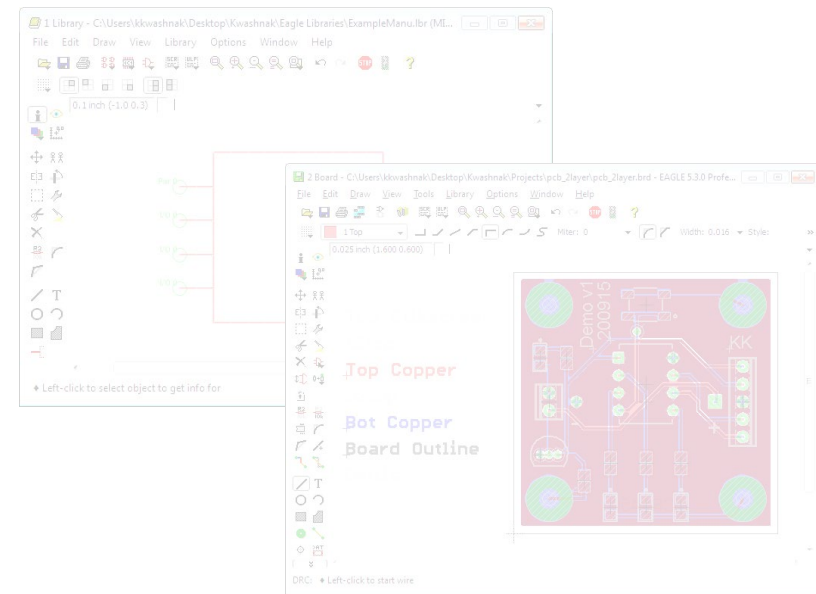 1 Library - C:\Users\kkwashnak\Desktop\Kwashnak\Eagle Libraries\ExampleManu.lbr (MI...
File Edit Draw View Library Options Window Help
0.1 inch (-1.0 0.3)
Left-click to select object to get info for
2 Board - C:\Users\kkwashnak\Desktop\Kwashnak\Projects\pcb_2layer\pcb_2layer.brd - EAGLE 5.3.0 Profe...
File Edit Draw View Tools Library Options Window Help
1 Top Miter: 0 Width: 0.016 Style:
0.025 inch (1.600 0.600)
Demo v1
200915
KK
Top Copper
Bot Copper
Board Outline
DRC: Left-click to start wire